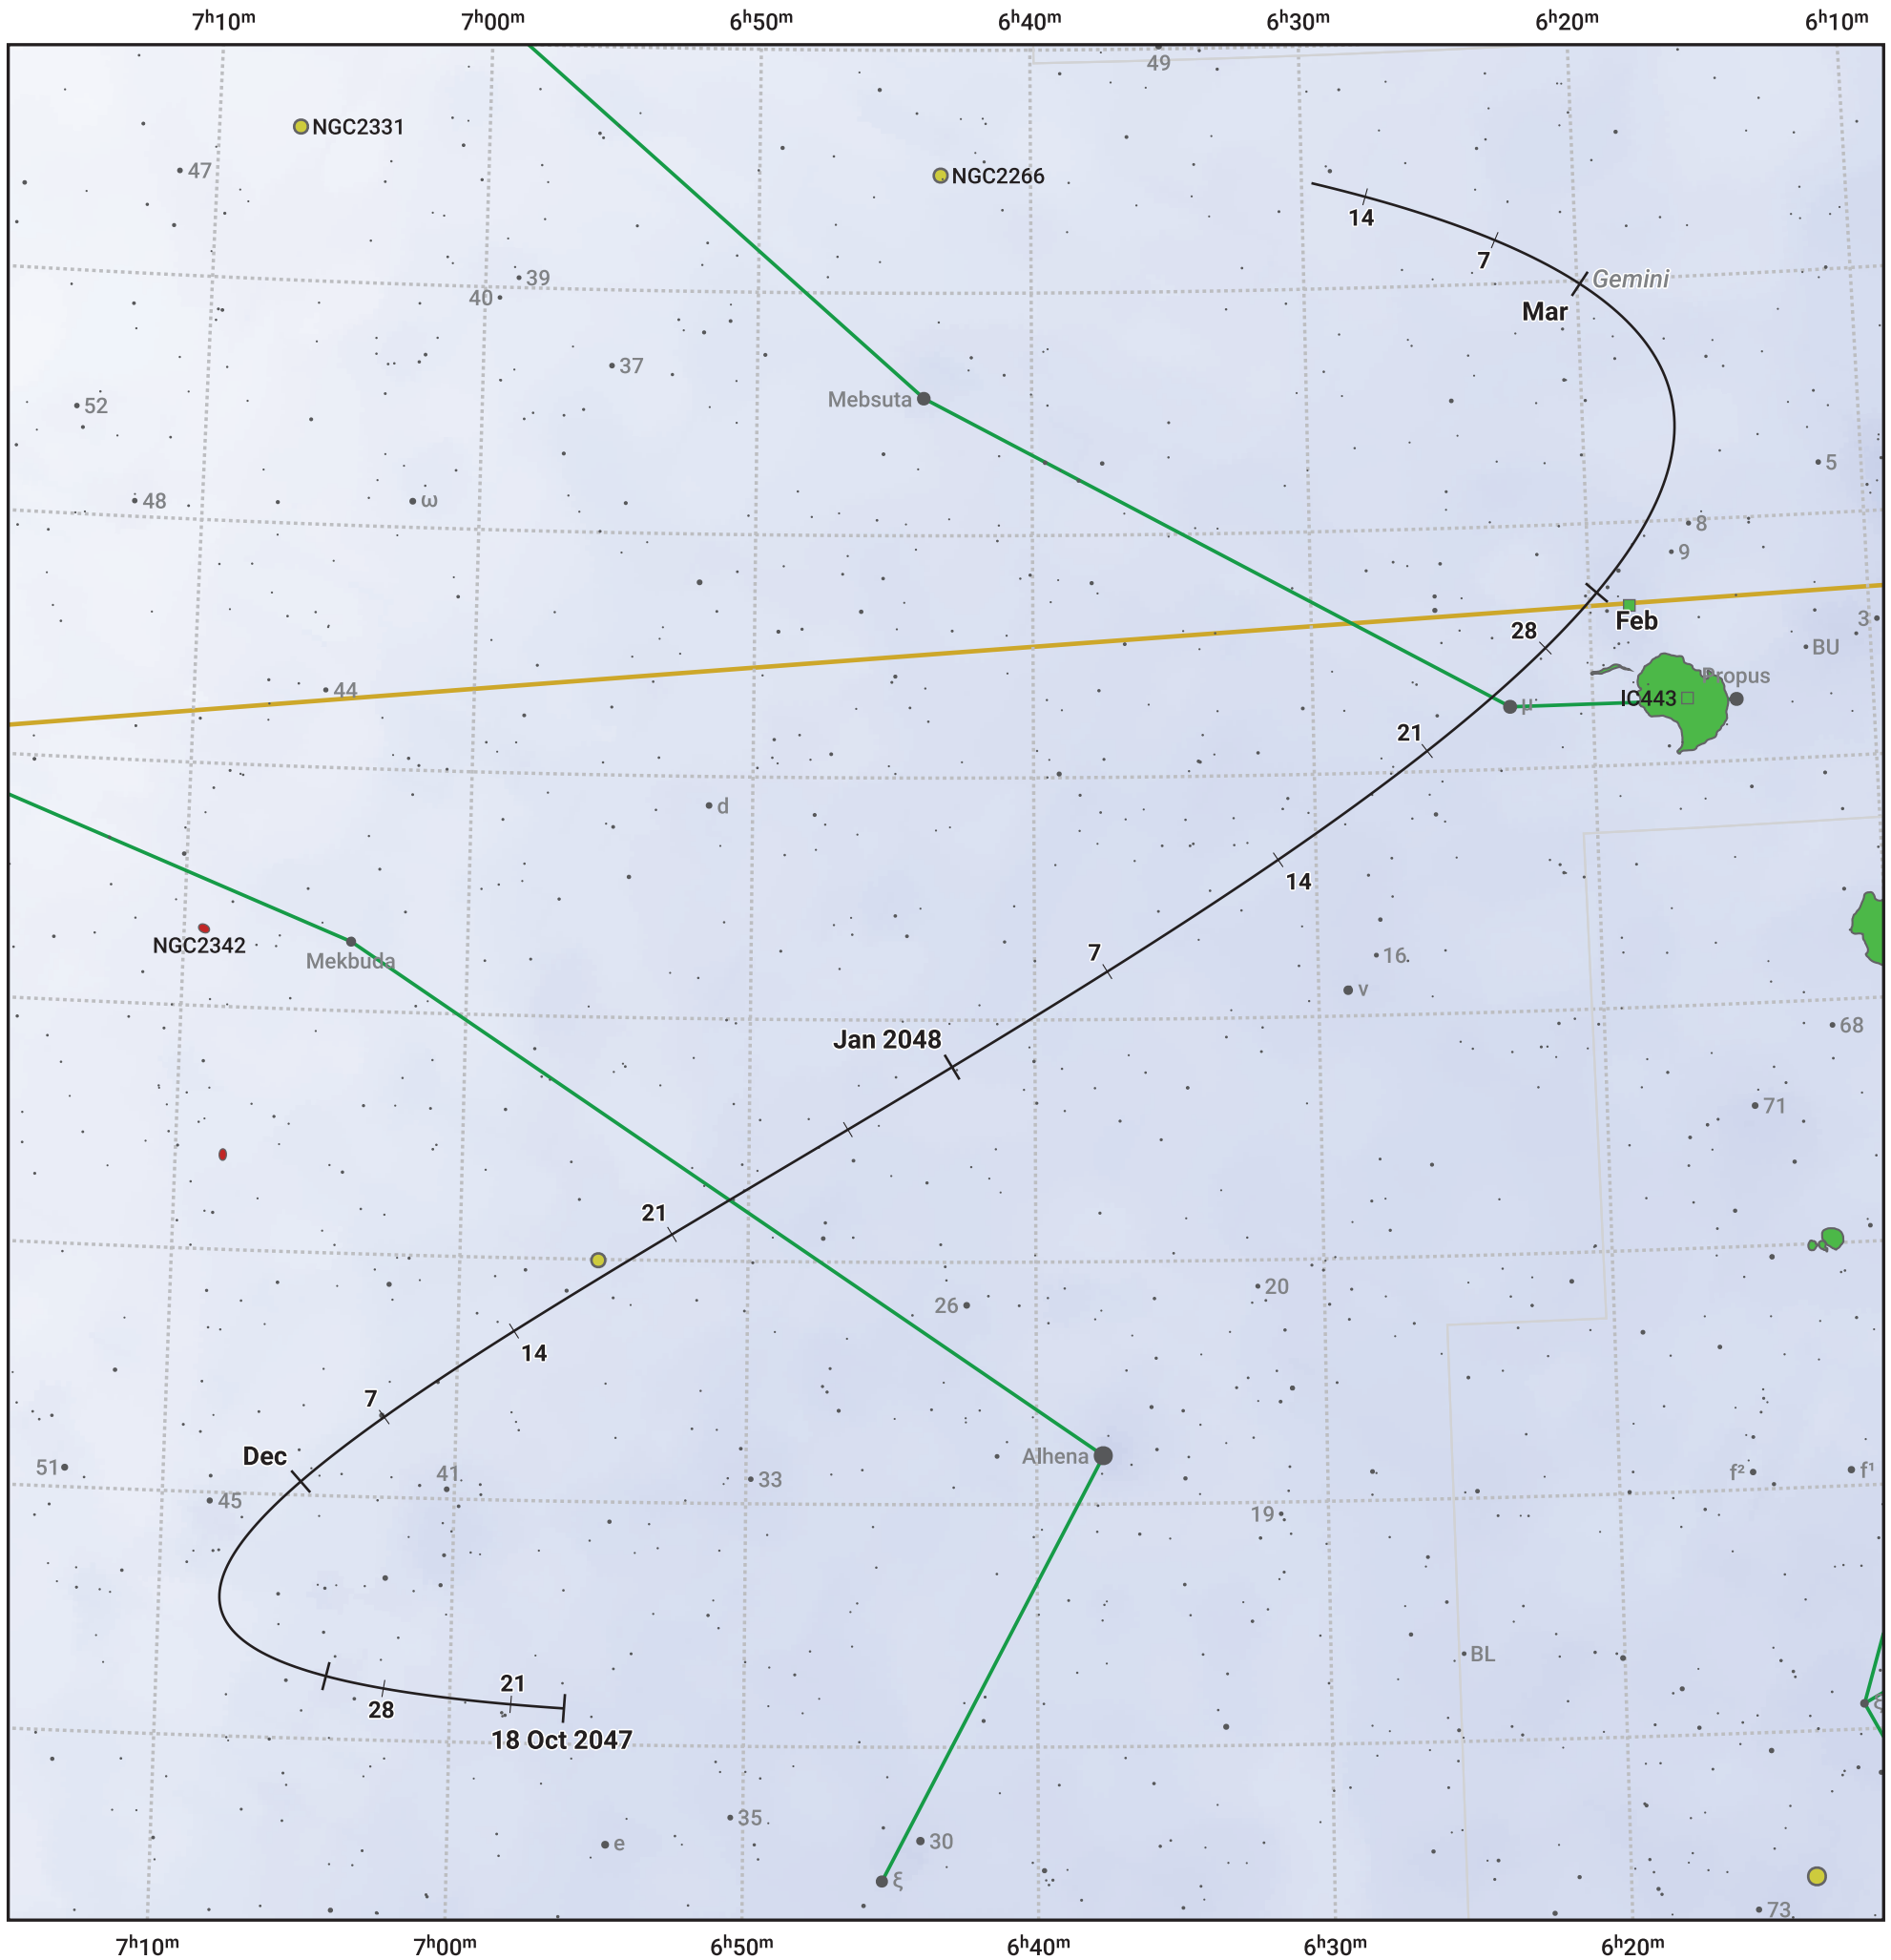 7h10m 7h00m 6h50m 6h40m 6h30m 6h20m 6h10m
49
NGC2331
47
NGC2266
14
7
Gemini
39
40
Mar
37
Mebsuta
52
5
48
ω
8
9
Feb
3
28
BU
Propus
44
IC443
μ
21
d
14
NGC2342
7
16
Mekbuda
ν
68
Jan 2048
71
21
20
26
14
7
Dec
Alhena
51
41
33
f²
f¹
45
19
BL
21
28
ξ
18 Oct 2047
35
30
e
ξ
73
7h10m 7h00m 6h50m 6h40m 6h30m 6h20m